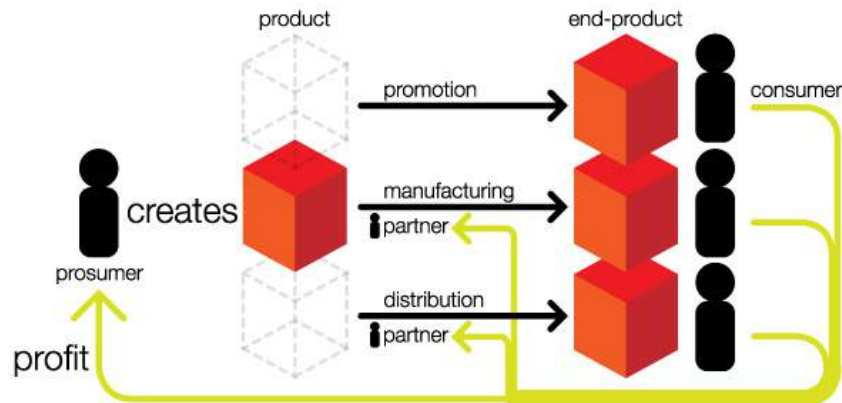 product
end-product
promotion
consumer
creates
manufacturing
partner
prosumer
distribution
partner
profit